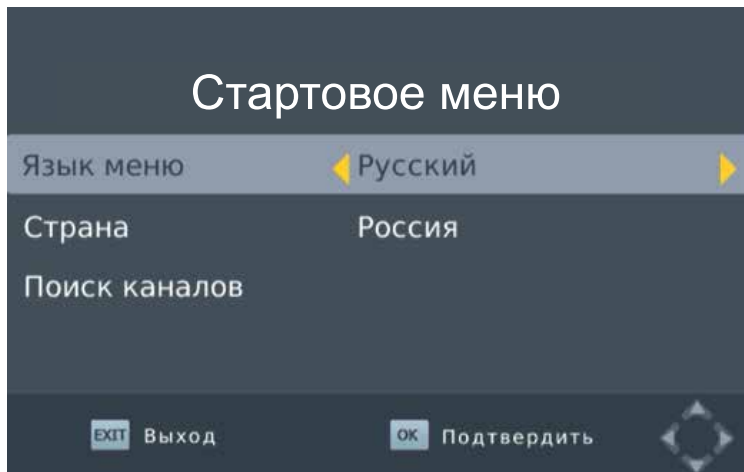 Стартовое меню
Язык меню Русский
Страна Россия
Поиск каналов
EXIT Выход OK Подтвердить